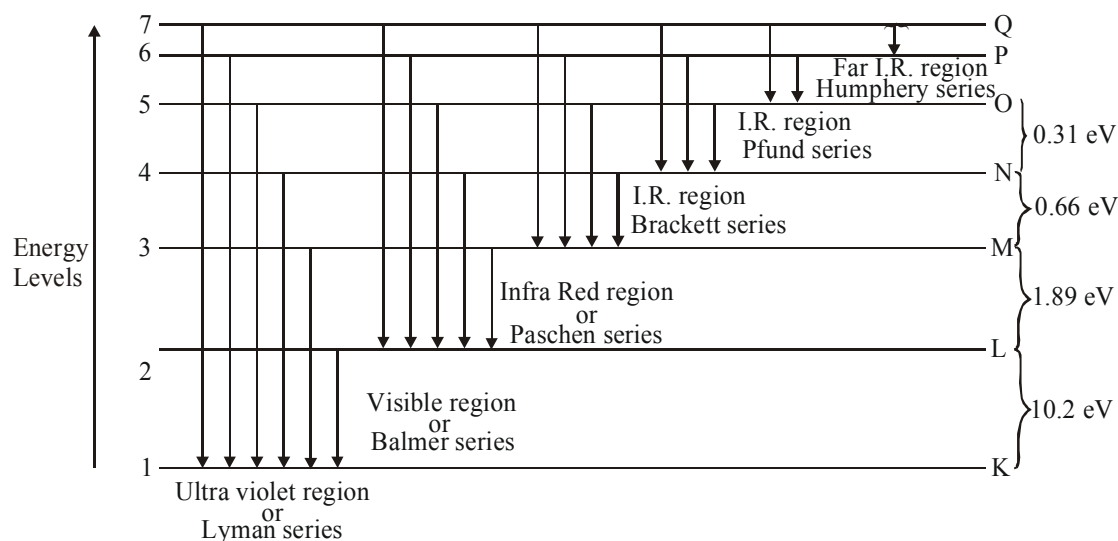 7 Q
6 P
Far I.R. region
Humphery series
5 O
I.R. region
Pfund series
0.31 eV
4 N
I.R. region
Brackett series
0.66 eV
Energy
Levels
3 M
Infra Red region
or
Paschen series
1.89 eV
2 L
Visible region
or
Balmer series
10.2 eV
1 K
Ultra violet region
or
Lyman series